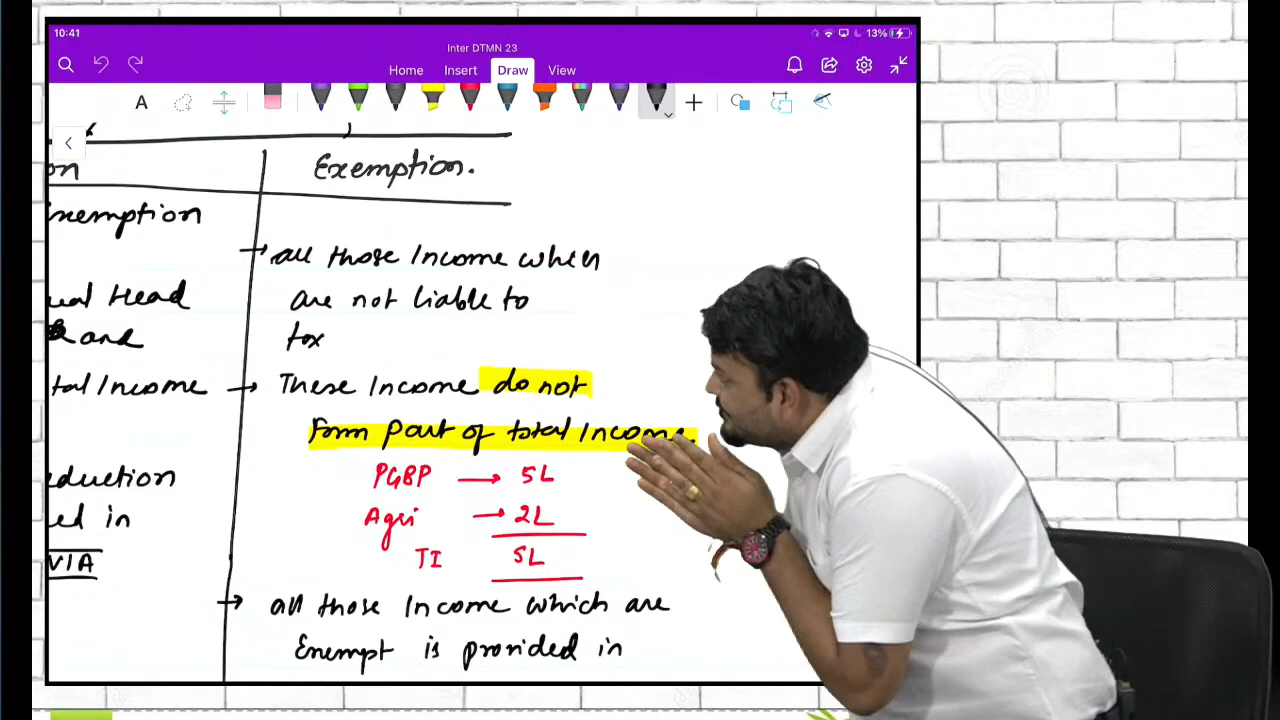 10:41
13%
Inter DTMN 23
Home Insert Draw View
A
on
Exemption.
xemption
→ all those Income which
ual Head
are not liable to
and
tax
tal Income
→ These Income do not
form part of total Income.
eduction
PGBP → 5L
ed in
Agri → 2L
VIA
TI 5L
→ all those Income which are
Exempt is provided in